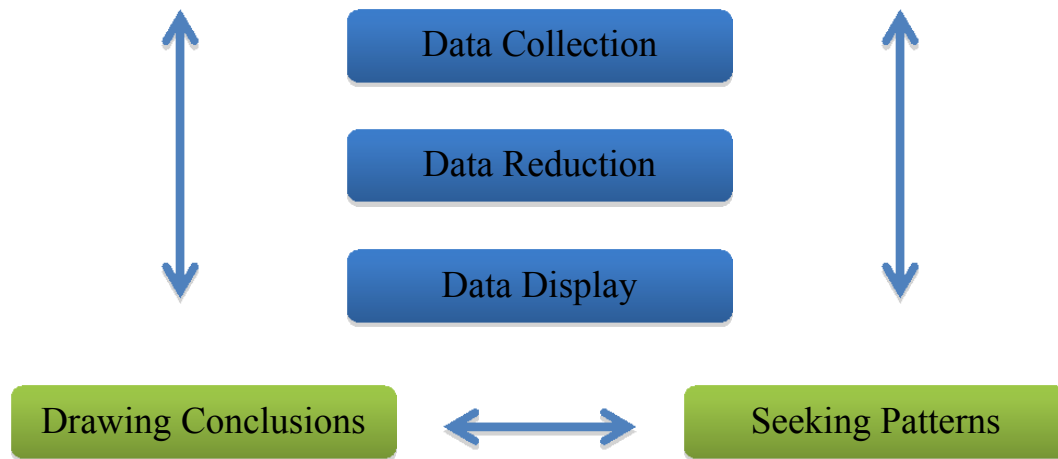 Data Collection
Data Reduction
Data Display
Drawing Conclusions
Seeking Patterns